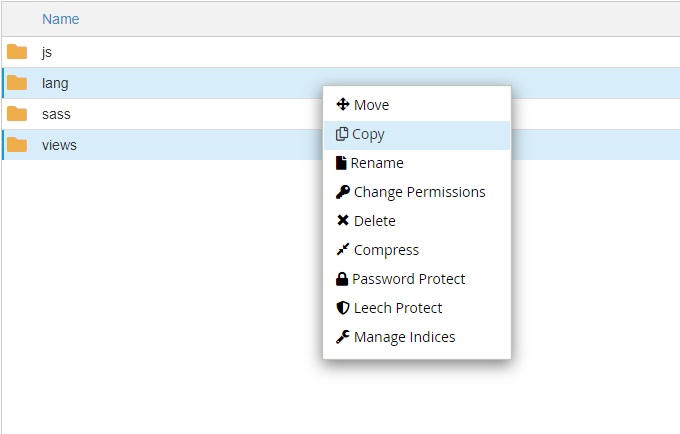 Name
js
lang
sass
views
Move
Copy
Rename
Change Permissions
Delete
Compress
Password Protect
Leech Protect
Manage Indices